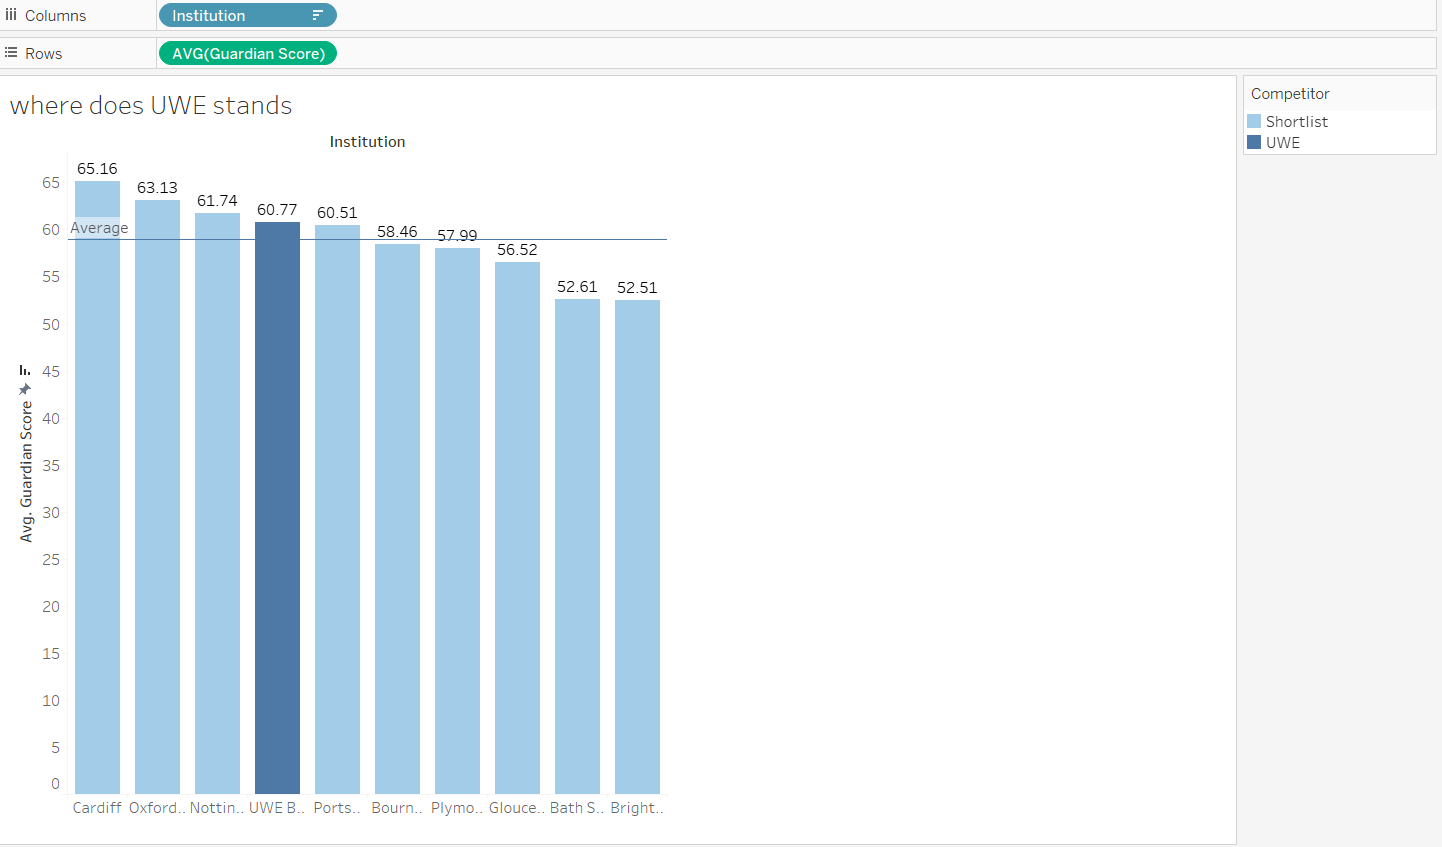 Columns
Institution
Rows
AVG(Guardian Score)
where does UWE stands
Institution
65.16
63.13
61.74
60.77
60.51
58.46
57.99
56.52
52.61
52.51
Average
65
60
55
50
45
40
35
30
25
20
15
10
5
0
Avg. Guardian Score
Cardiff Oxford.. Nottin.. UWE B.. Ports.. Bourn.. Plymo.. Glouce.. Bath S.. Bright..
Competitor
Shortlist
UWE